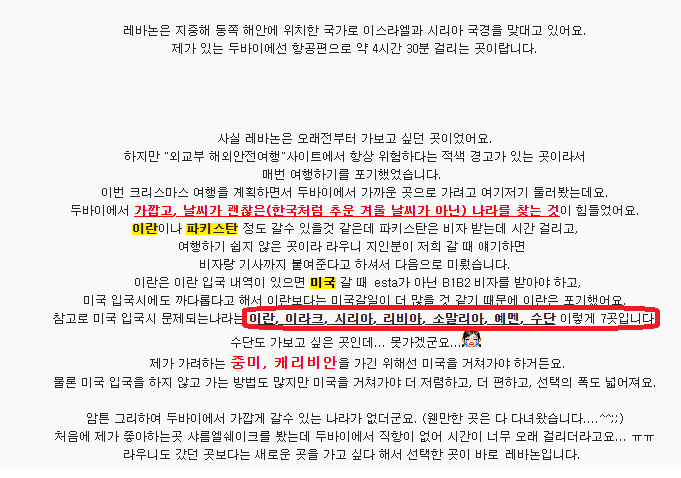 레바논은 지중해 동쪽 해안에 위치한 국가로 이스라엘과 시리아 국경을 맞대고 있어요.
제가 있는 두바이에선 항공편으로 약 4시간 30분 걸리는 곳이랍니다.
사실 레바논은 오래전부터 가보고 싶던 곳이었어요.
하지만 "외교부 해외안전여행"사이트에서 항상 위험하다는 적색 경고가 있는 곳이라서
매번 여행하기를 포기했었습니다.
이번 크리스마스 여행을 계획하면서 두바이에서 가까운 곳으로 가려고 여기저기 둘러봤는데요.
두바이에서 가깝고, 날씨가 괜찮은(한국처럼 추운 겨울 날씨가 아닌) 나라를 찾는 것이 힘들었어요.
이란이나 파키스탄 정도 갈수 있을것 같은데 파키스탄은 비자 받는데 시간 걸리고,
여행하기 쉽지 않은 곳이라 라우니 지인분이 저희 갈 때 얘기하면
비자랑 기사까지 붙여준다고 하셔서 다음으로 미뤘습니다.
이란은 이란 입국 내역이 있으면 미국 갈 때 esta가 아닌 B1B2 비자를 받아야 하고,
미국 입국시에도 까다롭다고 해서 이란보다는 미국갈일이 더 많을 것 같기 때문에 이란은 포기했어요.
참고로 미국 입국시 문제되는나라는 이란, 이라크, 시리아, 리비아, 소말리아, 예멘, 수단 이렇게 7곳입니다
수단도 가보고 싶은 곳인데... 못가겠군요...
제가 가려하는 중미, 캐리비안을 가긴 위해선 미국을 거쳐가야 하거든요.
물론 미국 입국을 하지 않고 가는 방법도 많지만 미국을 거쳐가야 더 저렴하고, 더 편하고, 선택의 폭도 넓어져요.
암튼 그리하여 두바이에서 가깝게 갈수 있는 나라가 없더군요. (웬만한 곳은 다 다녀왔습니다....^^;;)
처음에 제가 좋아하는곳 샤름엘쉐이크를 봤는데 두바이에서 직항이 없어 시간이 너무 오래 걸리더라고요... ㅠㅠ
라우니도 갔던 곳보다는 새로운 곳을 가고 싶다 해서 선택한 곳이 바로 레바논입니다.